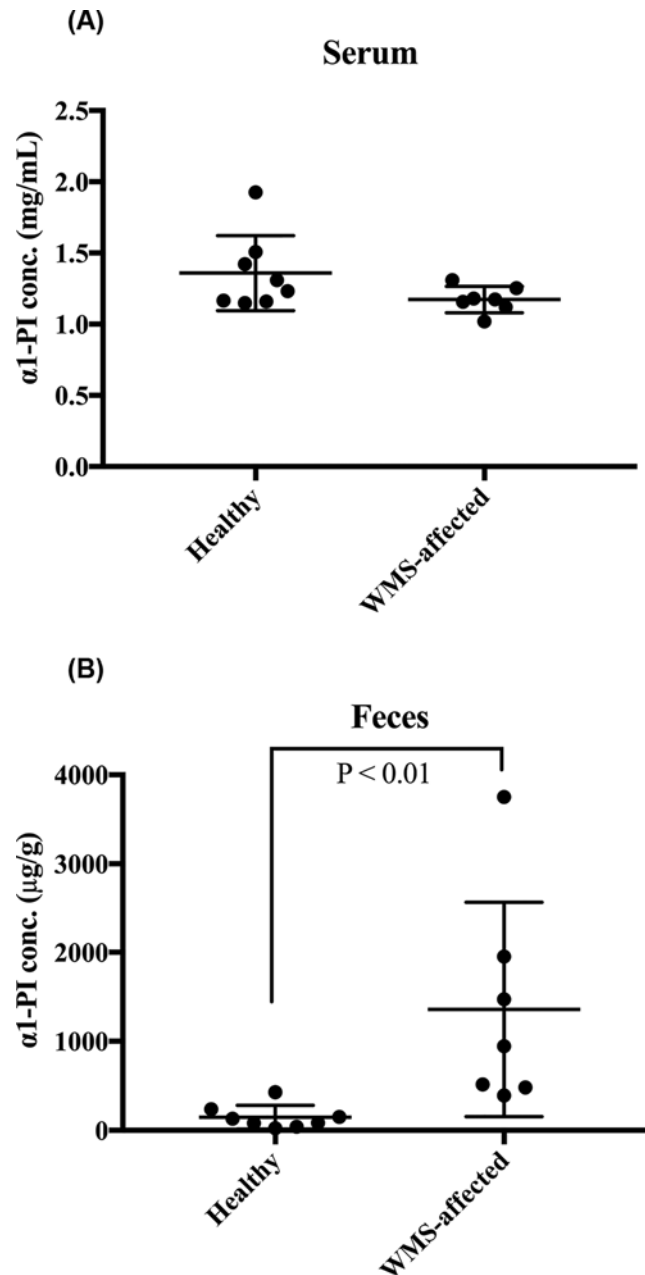 (A)
Serum
α1-PI conc. (mg/mL)
2.5
2.0
1.5
1.0
0.5
0.0
Healthy
WMS-affected
(B)
Feces
P < 0.01
α1-PI conc. (μg/g)
4000
3000
2000
1000
0
Healthy
WMS-affected